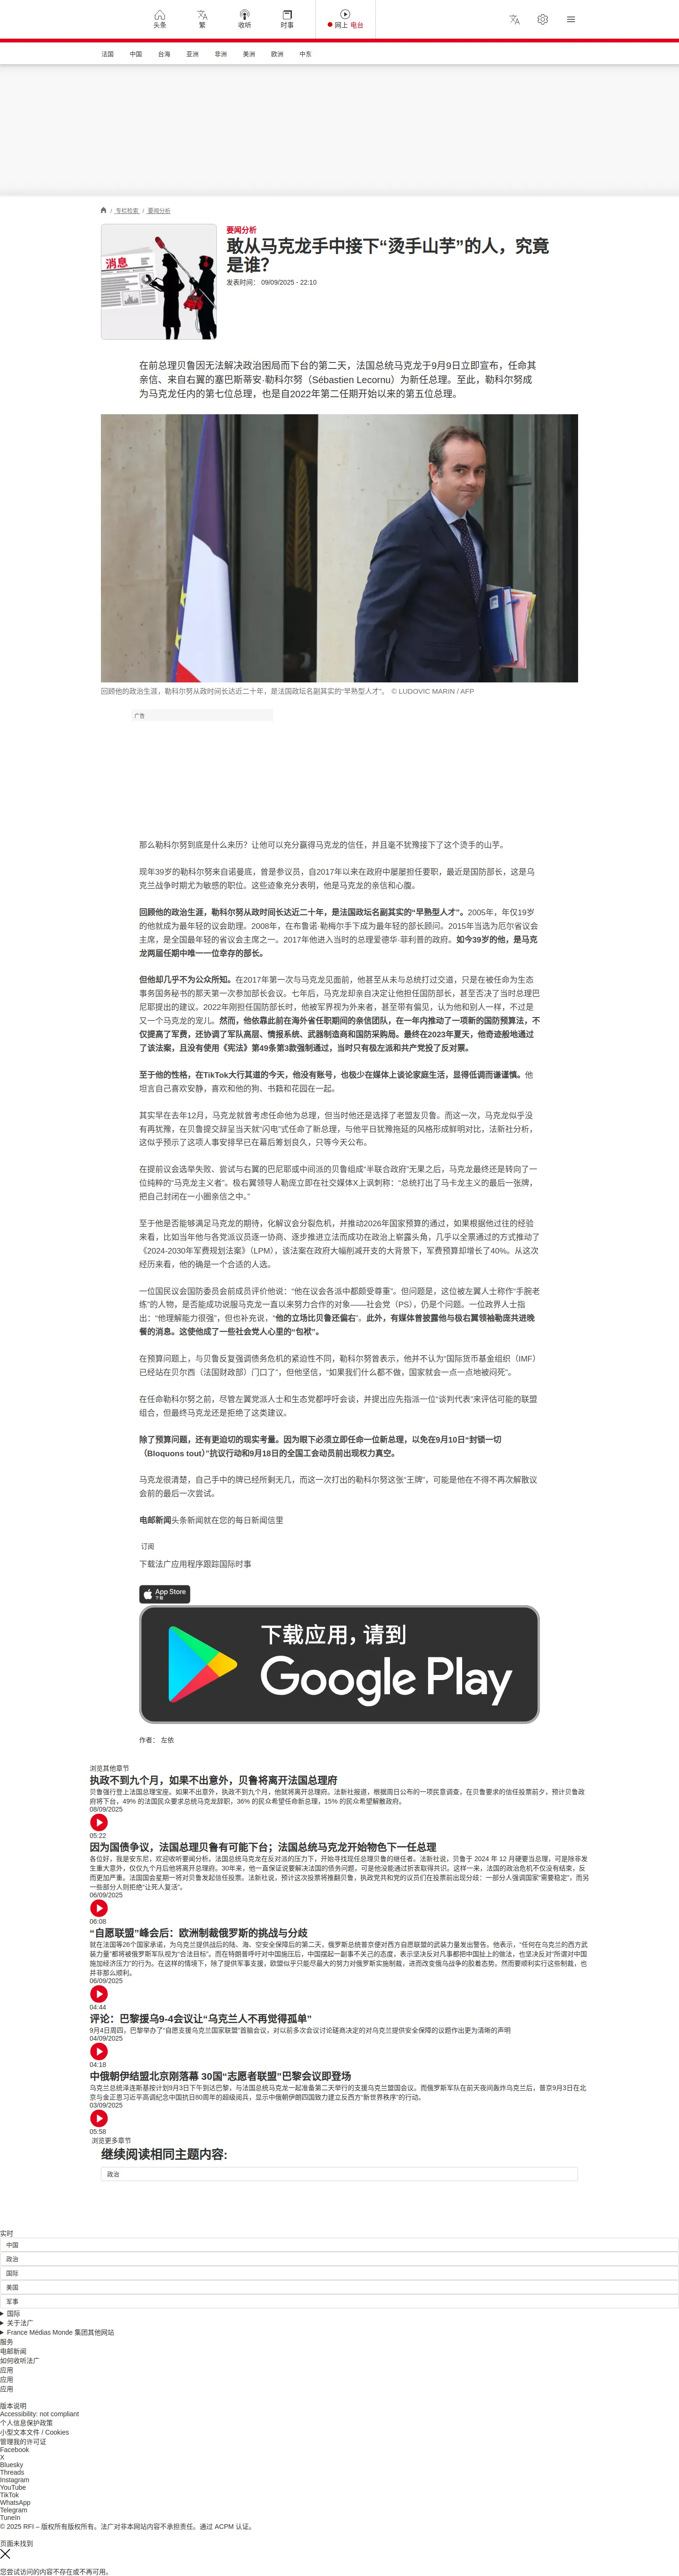 头条
繁
收听
时事
网上 电台
法国
中国
台海
亚洲
非洲
美洲
欧洲
中东
/ 专栏检索 / 要闻分析
消息
要闻分析
敢从马克龙手中接下“烫手山芋”的人，究竟
是谁？
发表时间： 09/09/2025 - 22:10
在前总理贝鲁因无法解决政治困局而下台的第二天，法国总统马克龙于9月9日立即宣布，任命其
亲信、来自右翼的塞巴斯蒂安·勒科尔努（Sébastien Lecornu）为新任总理。至此，勒科尔努成
为马克龙任内的第七位总理，也是自2022年第二任期开始以来的第五位总理。
回顾他的政治生涯，勒科尔努从政时间长达近二十年，是法国政坛名副其实的“早熟型人才”。 © LUDOVIC MARIN / AFP
广告
那么勒科尔努到底是什么来历？让他可以充分赢得马克龙的信任，并且毫不犹豫接下了这个烫手的山芋。
现年39岁的勒科尔努来自诺曼底，曾是参议员，自2017年以来在政府中屡屡担任要职，最近是国防部长，这是乌
克兰战争时期尤为敏感的职位。这些迹象充分表明，他是马克龙的亲信和心腹。
回顾他的政治生涯，勒科尔努从政时间长达近二十年，是法国政坛名副其实的“早熟型人才”。2005年，年仅19岁
的他就成为最年轻的议会助理。2008年，在布鲁诺·勒梅尔手下成为最年轻的部长顾问。2015年当选为厄尔省议会
主席，是全国最年轻的省议会主席之一。2017年他进入当时的总理爱德华·菲利普的政府。如今39岁的他，是马克
龙两届任期中唯一一位幸存的部长。
但他却几乎不为公众所知。在2017年第一次与马克龙见面前，他甚至从未与总统打过交道，只是在被任命为生态
事务国务秘书的那天第一次参加部长会议。七年后，马克龙却亲自决定让他担任国防部长，甚至否决了当时总理巴
尼耶提出的建议。2022年刚担任国防部长时，他被军界视为外来者，甚至带有偏见，认为他和别人一样，不过是
又一个马克龙的宠儿。然而，他依靠此前在海外省任职期间的亲信团队，在一年内推动了一项新的国防预算法，不
仅提高了军费，还协调了军队高层、情报系统、武器制造商和国防采购局。最终在2023年夏天，他奇迹般地通过
了该法案，且没有使用《宪法》第49条第3款强制通过，当时只有极左派和共产党投了反对票。
至于他的性格，在TikTok大行其道的今天，他没有账号，也极少在媒体上谈论家庭生活，显得低调而谦谨慎。他
坦言自己喜欢安静，喜欢和他的狗、书籍和花园在一起。
其实早在去年12月，马克龙就曾考虑任命他为总理，但当时他还是选择了老盟友贝鲁。而这一次，马克龙似乎没
有再犹豫，在贝鲁提交辞呈当天就“闪电”式任命了新总理，与他平日犹豫拖延的风格形成鲜明对比，法新社分析，
这似乎预示了这项人事安排早已在幕后筹划良久，只等今天公布。
在提前议会选举失败、尝试与右翼的巴尼耶或中间派的贝鲁组成“半联合政府”无果之后，马克龙最终还是转向了一
位纯粹的“马克龙主义者”。极右翼领导人勒庞立即在社交媒体X上讽刺称：“总统打出了马卡龙主义的最后一张牌，
把自己封闭在一小圈亲信之中。”
至于他是否能够满足马克龙的期待，化解议会分裂危机，并推动2026年国家预算的通过，如果根据他过往的经验
来看，比如当年他与各党派议员逐一协商、逐步推进立法而成功在政治上崭露头角，几乎以全票通过的方式推动了
《2024-2030年军费规划法案》（LPM），该法案在政府大幅削减开支的大背景下，军费预算却增长了40%。从这次
经历来看，他的确是一个合适的人选。
一位国民议会国防委员会前成员评价他说：“他在议会各派中都颇受尊重”。但问题是，这位被左翼人士称作“手腕老
练”的人物，是否能成功说服马克龙一直以来努力合作的对象——社会党（PS），仍是个问题。一位政界人士指
出：“他理解能力很强”，但也补充说，“他的立场比贝鲁还偏右”。此外，有媒体曾披露他与极右翼领袖勒庞共进晚
餐的消息。这使他成了一些社会党人心里的“包袱”。
在预算问题上，与贝鲁反复强调债务危机的紧迫性不同，勒科尔努曾表示，他并不认为“国际货币基金组织（IMF）
已经站在贝尔西（法国财政部）门口了”，但他坚信，“如果我们什么都不做，国家就会一点一点地被闷死”。
在任命勒科尔努之前，尽管左翼党派人士和生态党都呼吁会谈，并提出应先指派一位“谈判代表”来评估可能的联盟
组合，但最终马克龙还是拒绝了这类建议。
除了预算问题，还有更迫切的现实考量。因为眼下必须立即任命一位新总理，以免在9月10日“封锁一切
（Bloquons tout）”抗议行动和9月18日的全国工会动员前出现权力真空。
马克龙很清楚，自己手中的牌已经所剩无几，而这一次打出的勒科尔努这张“王牌”，可能是他在不得不再次解散议
会前的最后一次尝试。
电邮新闻头条新闻就在您的每日新闻信里
订阅
下载法广应用程序跟踪国际时事
App Store
下载
下载应用，请到
Google Play
作者： 左依
浏览其他章节
执政不到九个月，如果不出意外，贝鲁将离开法国总理府
贝鲁强行登上法国总理宝座。如果不出意外，执政不到九个月，他就将离开总理府。法新社报道，根据周日公布的一项民意调查，在贝鲁要求的信任投票前夕，预计贝鲁政
府将下台，49% 的法国民众要求总统马克龙辞职，36% 的民众希望任命新总理，15% 的民众希望解散政府。
08/09/2025
05:22
因为国债争议，法国总理贝鲁有可能下台；法国总统马克龙开始物色下一任总理
各位好，我是安东尼，欢迎收听要闻分析。法国总统马克龙在反对派的压力下，开始寻找现任总理贝鲁的继任者。法新社说，贝鲁于 2024 年 12 月硬要当总理，可是除非发
生重大意外，仅仅九个月后他将离开总理府。30年来，他一直保证说要解决法国的债务问题，可是他没能通过折衷取得共识。这样一来，法国的政治危机不仅没有结束，反
而更加严重。法国国会星期一将对贝鲁发起信任投票。法新社说，预计这次投票将推翻贝鲁，执政党共和党的议员们在投票前出现分歧：一部分人强调国家“需要稳定”，而另
一些部分人则拒绝“让死人复活”。
06/09/2025
06:08
“自愿联盟”峰会后：欧洲制裁俄罗斯的挑战与分歧
就在法国等26个国家承诺，为乌克兰提供战后的陆、海、空安全保障后的第二天，俄罗斯总统普京便对西方自愿联盟的武装力量发出警告。他表示，“任何在乌克兰的西方武
装力量”都将被俄罗斯军队视为“合法目标”。而在特朗普呼吁对中国施压后，中国摆起一副事不关己的态度，表示坚决反对凡事都把中国扯上的做法，也坚决反对“所谓对中国
施加经济压力”的行为。在这样的情境下，除了提供军事支援，欧盟似乎只能尽最大的努力对俄罗斯实施制裁，进而改变俄乌战争的胶着态势。然而要顺利实行这些制裁，也
并非那么顺利。
06/09/2025
04:44
评论：巴黎援乌9-4会议让“乌克兰人不再觉得孤单”
9月4日周四，巴黎举办了“自愿支援乌克兰国家联盟”首脑会议，对以前多次会议讨论磋商决定的对乌克兰提供安全保障的议题作出更为清晰的声明
04/09/2025
04:18
中俄朝伊结盟北京刚落幕 30国“志愿者联盟”巴黎会议即登场
乌克兰总统泽连斯基按计划9月3日下午到达巴黎，与法国总统马克龙一起准备第二天举行的支援乌克兰盟国会议。而俄罗斯军队在前天夜间轰炸乌克兰后，普京9月3日在北
京与金正恩习近平高调纪念中国抗日80周年的超级阅兵，显示中俄朝伊朗四国致力建立反西方“新世界秩序”的行动。
03/09/2025
05:58
浏览更多章节
继续阅读相同主题内容:
政治
实时
中国
政治
国际
美国
军事
国际
关于法广
France Médias Monde 集团其他网站
服务
电邮新闻
如何收听法广
应用
应用
应用
版本说明
Accessibility: not compliant
个人信息保护政策
小型文本文件 / Cookies
管理我的许可证
Facebook
X
Bluesky
Threads
Instagram
YouTube
TikTok
WhatsApp
Telegram
TuneIn
© 2025 RFI – 版权所有版权所有。法广对非本网站内容不承担责任。通过 ACPM 认证。
页面未找到
您尝试访问的内容不存在或不再可用。